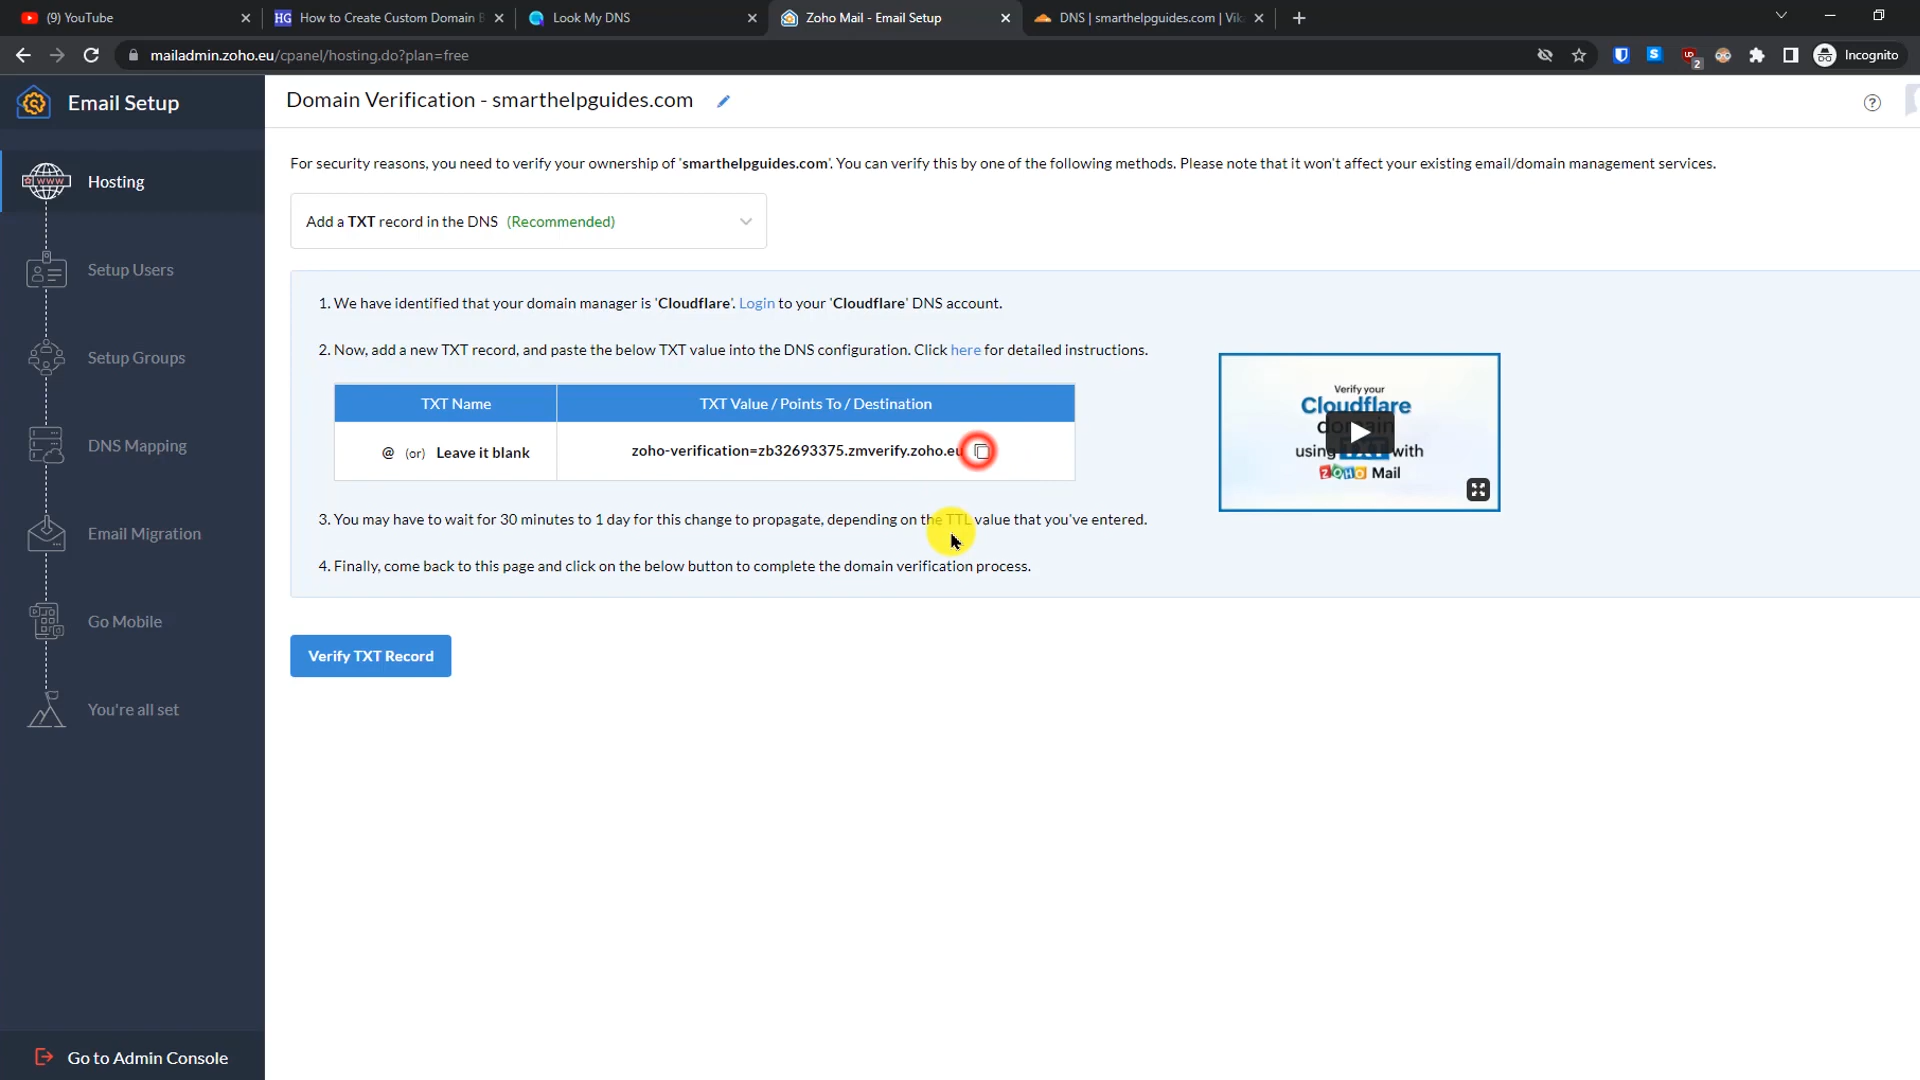 (9) YouTube
How to Create Custom Domain
Look My DNS
Zoho Mail - Email Setup
DNS | smarthelpguides.com |
mailadmin.zoho.eu/cpanel/hosting.do?plan=free
2
Incognito
Email Setup
Domain Verification - smarthelpguides.com
For security reasons, you need to verify your ownership of 'smarthelpguides.com'. You can verify this by one of the following methods. Please note that it won't affect your existing email/domain management services.
WWW
Hosting
Add a TXT record in the DNS (Recommended)
Setup Users
1. We have identified that your domain manager is 'Cloudflare'. Login to your 'Cloudflare' DNS account.
2. Now, add a new TXT record, and paste the below TXT value into the DNS configuration. Click here for detailed instructions.
Setup Groups
TXT Name
TXT Value / Points To / Destination
@ (or) Leave it blank
zoho-verification=zb32693375.zmverify.zoho.eu
Verify your
Cloudflare
domain
using TXT with
ZOHO Mail
DNS Mapping
3. You may have to wait for 30 minutes to 1 day for this change to propagate, depending on the TTL value that you've entered.
Email Migration
4. Finally, come back to this page and click on the below button to complete the domain verification process.
Go Mobile
Verify TXT Record
You're all set
Go to Admin Console